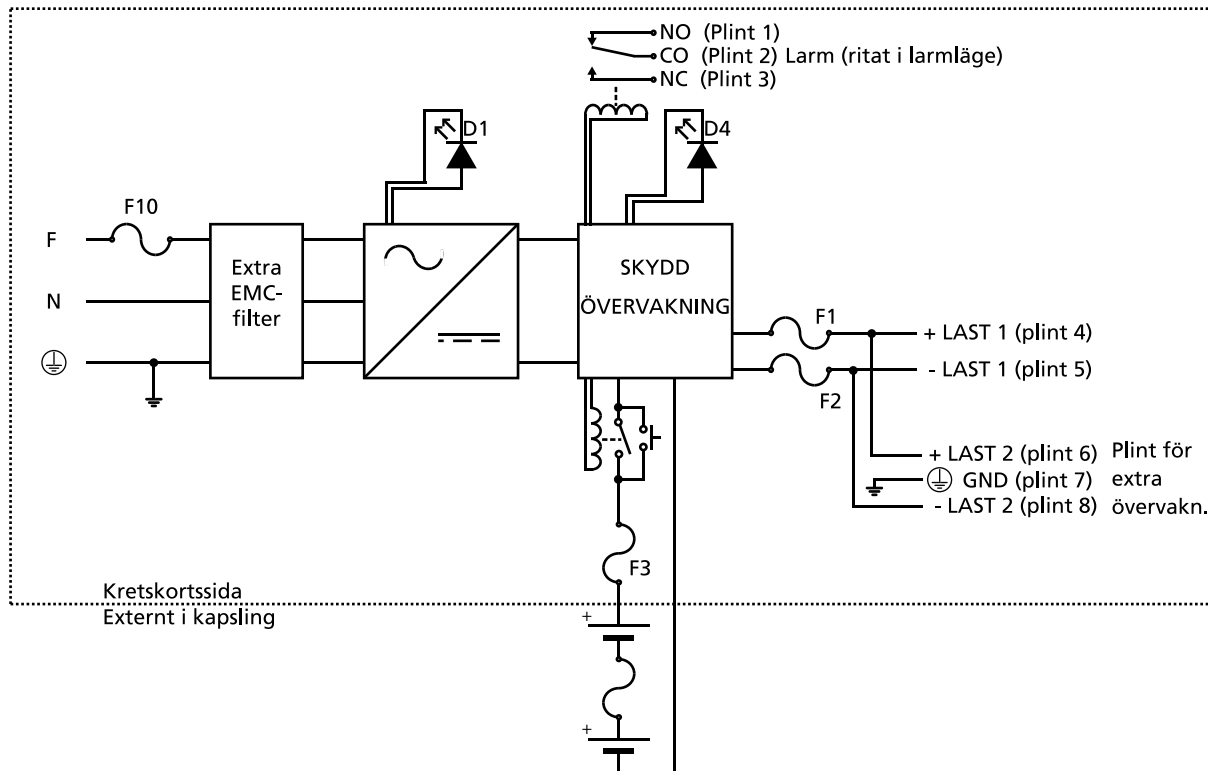 NO (Plint 1)
CO (Plint 2) Larm (ritat i larmläge)
NC (Plint 3)
D1
D4
F10
F
N
Extra
EMC-
filter
SKYDD
ÖVERVAKNING
F1
+ LAST 1 (plint 4)
- LAST 1 (plint 5)
F2
+ LAST 2 (plint 6)
GND (plint 7)
- LAST 2 (plint 8)
Plint för
extra
övervakn.
F3
Kretskortssida
Externt i kapsling
+
+